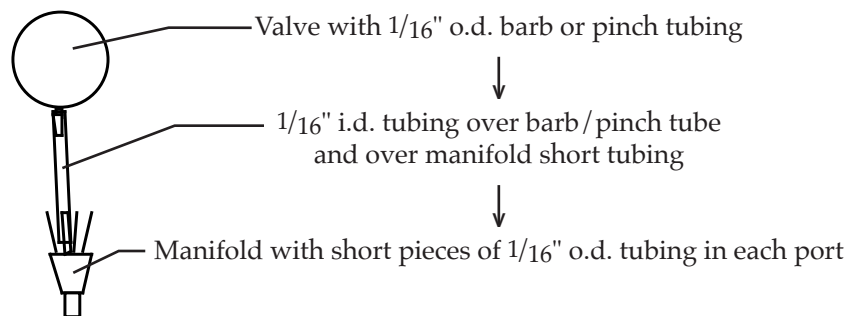 Valve with 1/16" o.d. barb or pinch tubing
1/16" i.d. tubing over barb/pinch tube
and over manifold short tubing
Manifold with short pieces of 1/16" o.d. tubing in each port